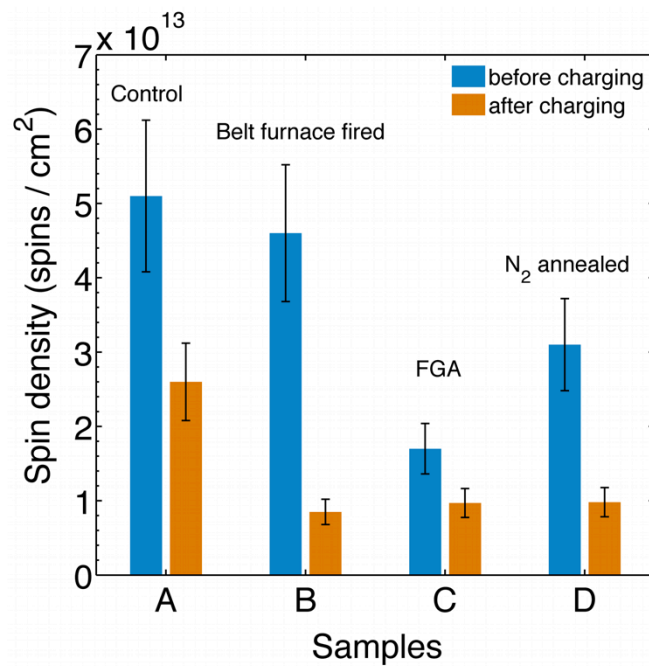 7 x 10^13
6
5
4
3
2
1
0
Spin density (spins / cm^2)
before charging
after charging
Control
Belt furnace fired
FGA
N_2 annealed
A B C D
Samples